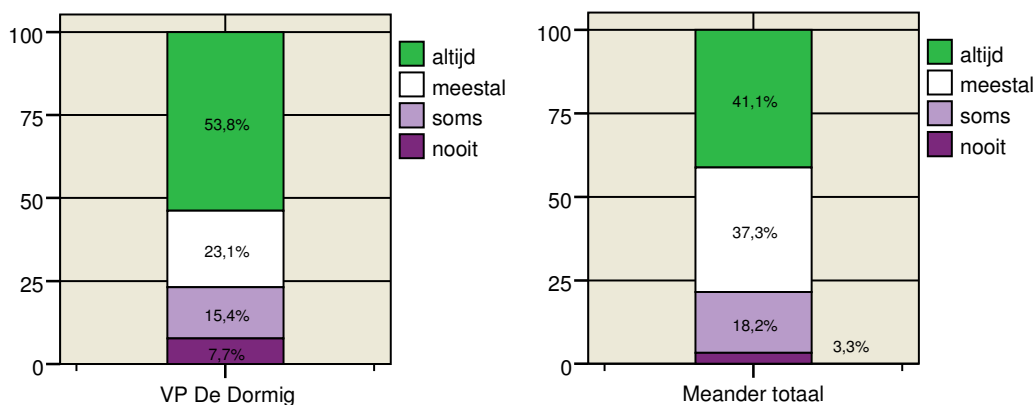 100
75
50
25
0
53,8%
23,1%
15,4%
7,7%
VP De Dormig
altijd
meestal
soms
nooit
100
75
50
25
0
41,1%
37,3%
18,2%
3,3%
Meander totaal
altijd
meestal
soms
nooit